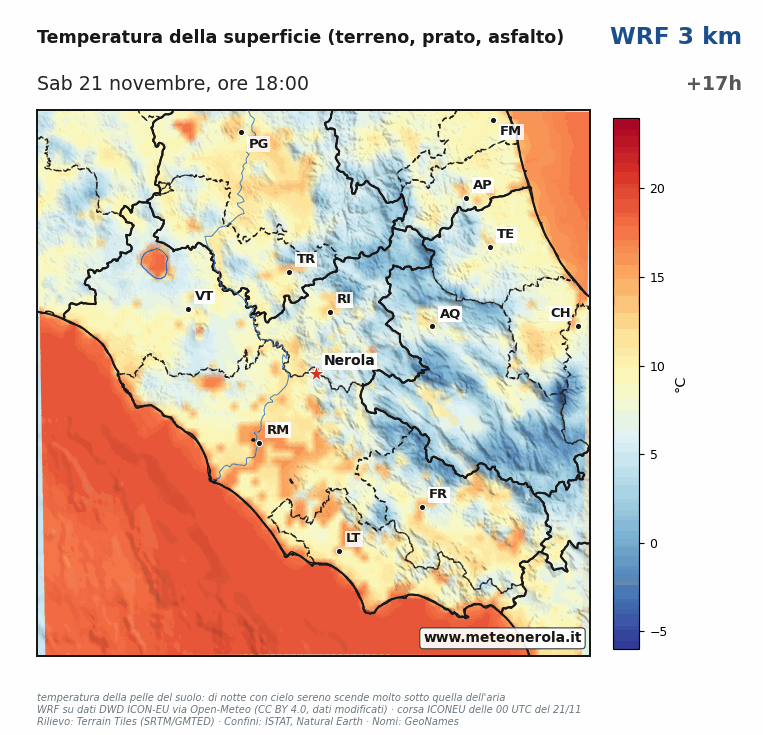 Temperatura della superficie (terreno, prato, asfalto)
WRF 3 km
Sab 21 novembre, ore 18:00
+17h
FM
PG
AP
TE
TR
VT
RI
AQ
CH.
Nerola
RM
FR
LT
20
15
10
5
0
−5
°C
www.meteonerola.it
temperatura della pelle del suolo: di notte con cielo sereno scende molto sotto quella dell'aria
WRF su dati DWD ICON-EU via Open-Meteo (CC BY 4.0, dati modificati) · corsa ICONEU delle 00 UTC del 21/11
Rilievo: Terrain Tiles (SRTM/GMTED) · Confini: ISTAT, Natural Earth · Nomi: GeoNames